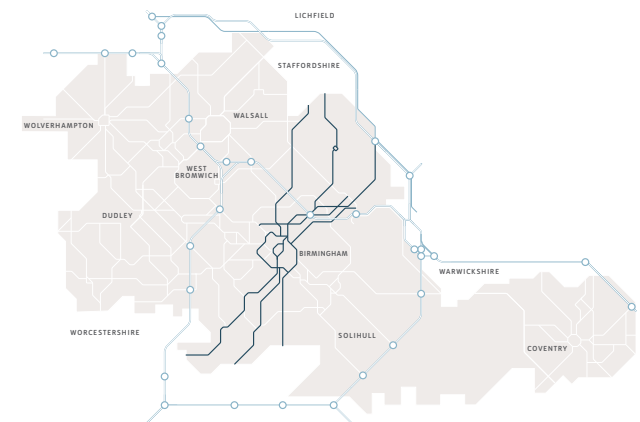 LICHFIELD
STAFFORDSHIRE
WALSALL
WOLVERHAMPTON
WEST
BROMWICH
DUDLEY
BIRMINGHAM
WARWICKSHIRE
WORCESTERSHIRE
SOLIHULL
COVENTRY